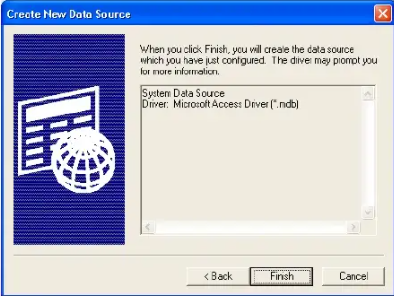 Create New Data Source
When you click Finish, you will create the data source
which you have just configured. The driver may prompt you
for more information.
System Data Source
Driver: Microsoft Access Driver (*.mdb)
< Back
Finish
Cancel